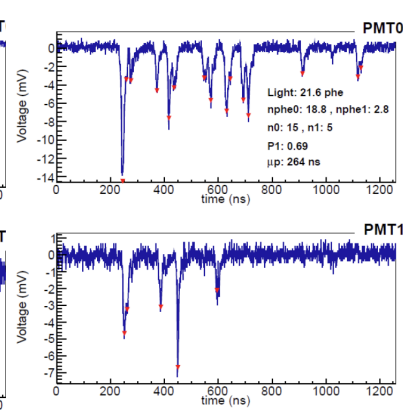 PMT0
0
-2
-4
-6
-8
-10
-12
-14
Voltage (mV)
Light: 21.6 phe
nphe0: 18.8 , nphe1: 2.8
n0: 15 , n1: 5
P1: 0.69
μp: 264 ns
0 200 400 600 800 1000 1200
time (ns)
PMT1
1
0
-1
-2
-3
-4
-5
-6
-7
Voltage (mV)
0 200 400 600 800 1000 1200
time (ns)